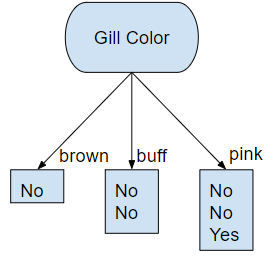 Gill Color
brown buff pink
No No No
No No
Yes